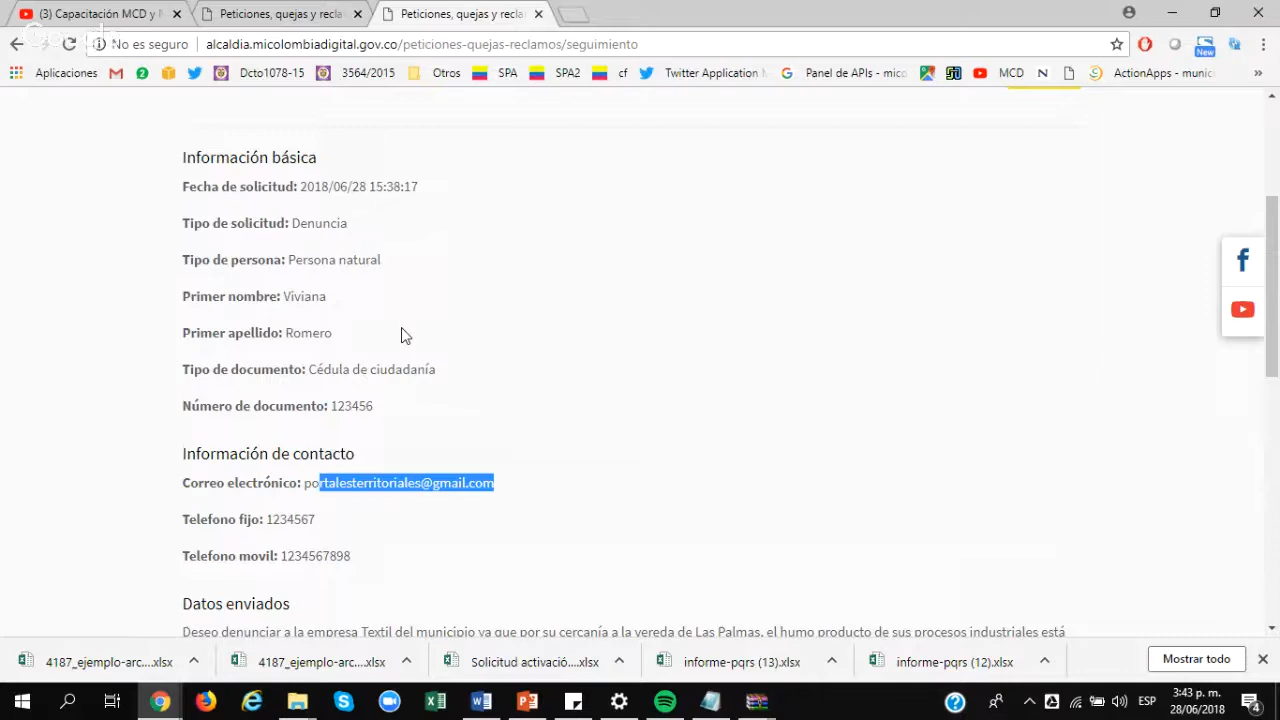 (3) Capacitación MCD y M
Peticiones, quejas y recla
Peticiones, quejas y recla
No es seguro
alcaldia.micolombiadigital.gov.co/peticiones-quejas-reclamos/seguimiento
New
Aplicaciones
2
Dcto1078-15
3564/2015
Otros
SPA
SPA2
cf
Twitter Application M
Panel de APIs - mico
MCD
N
ActionApps - munic
»
Información básica
Fecha de solicitud: 2018/06/28 15:38:17
Tipo de solicitud: Denuncia
Tipo de persona: Persona natural
Primer nombre: Viviana
Primer apellido: Romero
Tipo de documento: Cédula de ciudadanía
Número de documento: 123456
Información de contacto
Correo electrónico: portalesterritoriales@gmail.com
Telefono fijo: 1234567
Telefono movil: 1234567898
Datos enviados
Deseo denunciar a la empresa Textil del municipio ya que por su cercanía a la vereda de Las Palmas, el humo producto de sus procesos industriales está
4187_ejemplo-arc....xlsx
4187_ejemplo-arc....xlsx
Solicitud activació....xlsx
informe-pqrs (13).xlsx
informe-pqrs (12).xlsx
Mostrar todo
ESP
3:43 p. m.
28/06/2018
4